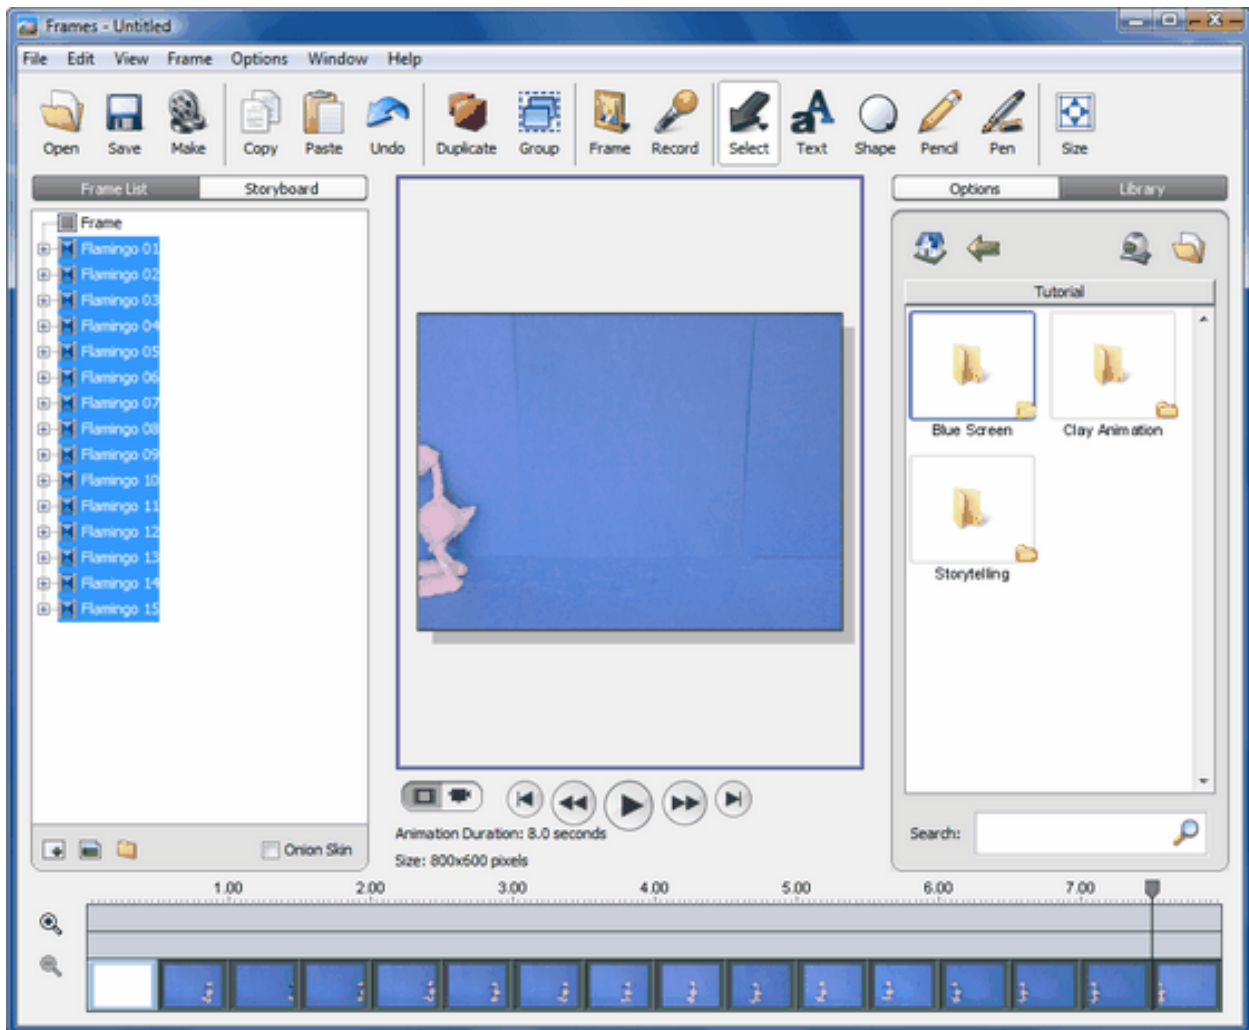 Frames - Untitled
File Edit View Frame Options Window Help
Open Save Make Copy Paste Undo Duplicate Group Frame Record Select Text Shape Pencil Pen Size
Frame List Storyboard
Options Library
Frame
Flamingo 01
Flamingo 02
Flamingo 03
Flamingo 04
Flamingo 05
Flamingo 06
Flamingo 07
Flamingo 08
Flamingo 09
Flamingo 10
Flamingo 11
Flamingo 12
Flamingo 13
Flamingo 14
Flamingo 15
Onion Skin
Animation Duration: 8.0 seconds
Size: 800x600 pixels
Tutorial
Blue Screen Clay Animation
Storytelling
Search:
1.00 2.00 3.00 4.00 5.00 6.00 7.00